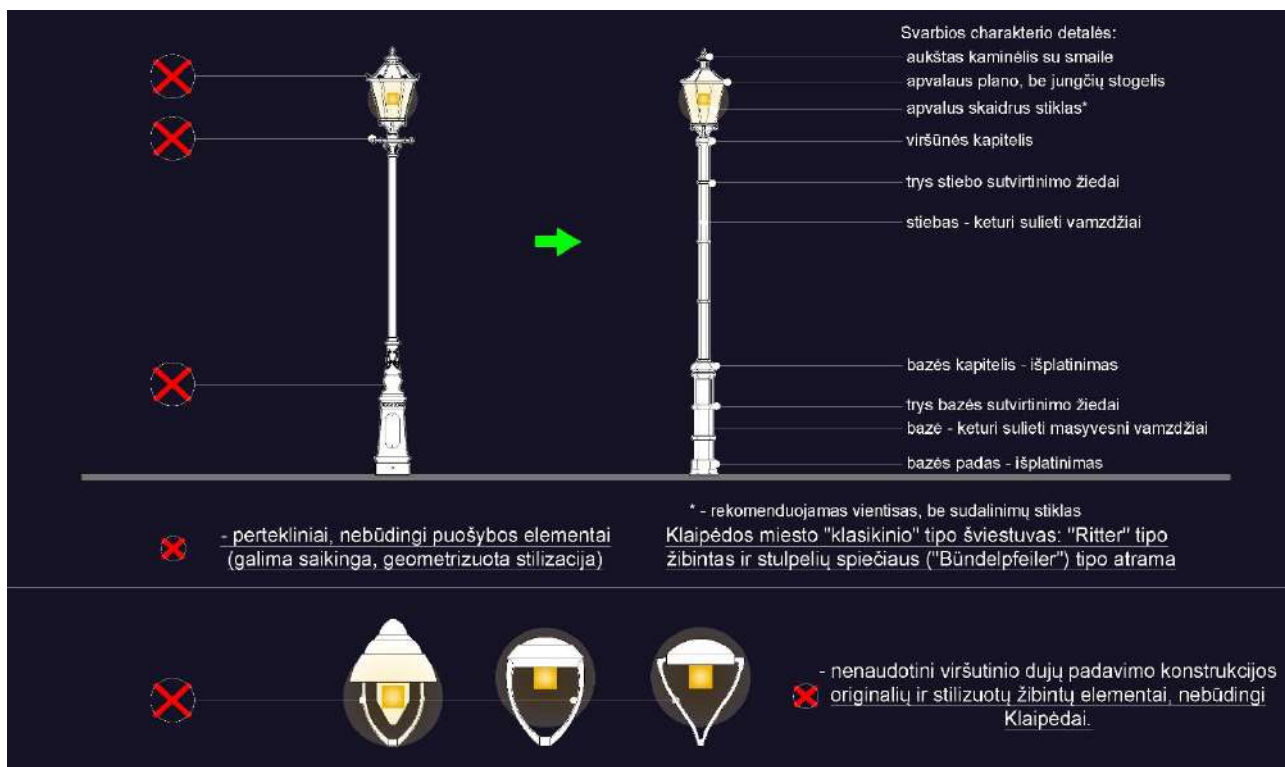 Svarbios charakterio detalės:
aukštas kaminėlis su smaile
apvalaus plano, be jungčių stogelis
apvalus skaidrus stiklas*
viršūnės kapitelis
trys stiebo sutvirtinimo žiedai
stiebas - keturi sulieti vamzdžiai
bazės kapitelis - išplatinimas
trys bazės sutvirtinimo žiedai
bazė - keturi sulieti masyvesni vamzdžiai
bazės padas - išplatinimas
* - rekomenduojamas vientisas, be sudalinimų stiklas
- pertekliniai, nebūdingi puošybos elementai
(galima saikinga, geometrizuota stilizacija)
Klaipėdos miesto "klasikinio" tipo šviestuvas: "Ritter" tipo
žibintas ir stulpelių spiečiaus ("Bündelpfeiler") tipo atrama
- nenaudotini viršutinio dujų padavimo konstrukcijos
originalių ir stilizuotų žibintų elementai, nebūdingi
Klaipėdai.